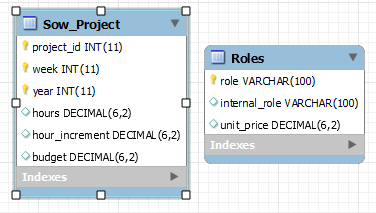 Sow_Project
project_id INT(11)
week INT(11)
year INT(11)
hours DECIMAL(6,2)
hour_increment DECIMAL(6,2)
budget DECIMAL(6,2)
Indexes
Roles
role VARCHAR(100)
internal_role VARCHAR(100)
unit_price DECIMAL(6,2)
Indexes